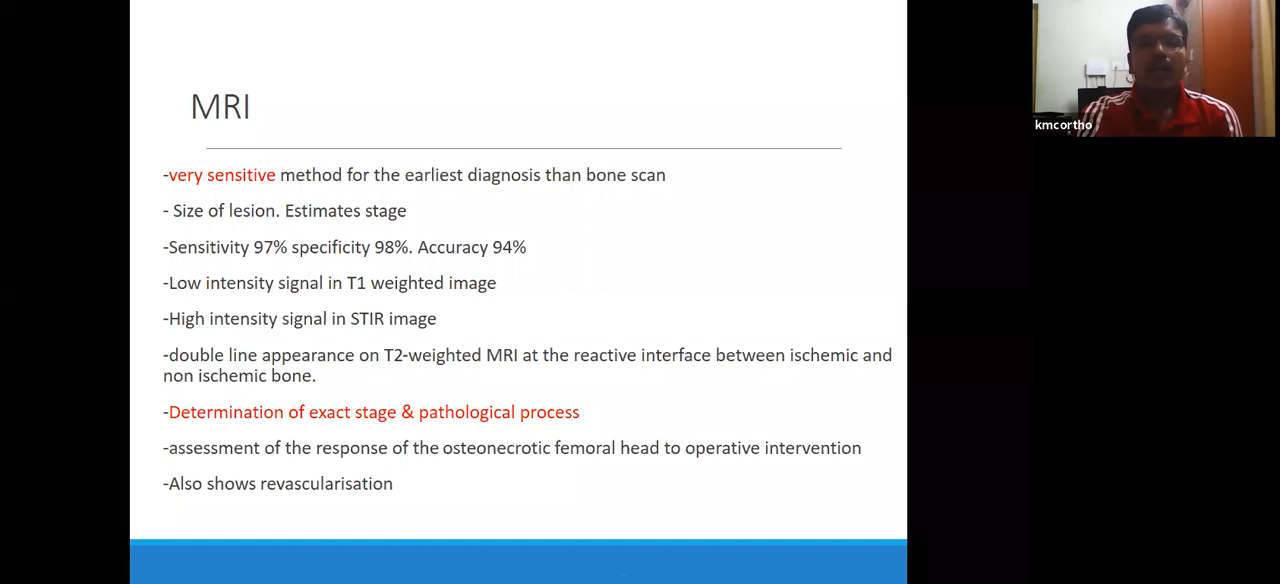 MRI
-very sensitive method for the earliest diagnosis than bone scan
- Size of lesion. Estimates stage
-Sensitivity 97% specificity 98%. Accuracy 94%
-Low intensity signal in T1 weighted image
-High intensity signal in STIR image
-double line appearance on T2-weighted MRI at the reactive interface between ischemic and
non ischemic bone.
-Determination of exact stage & pathological process
-assessment of the response of the osteonecrotic femoral head to operative intervention
-Also shows revascularisation
kmcortho